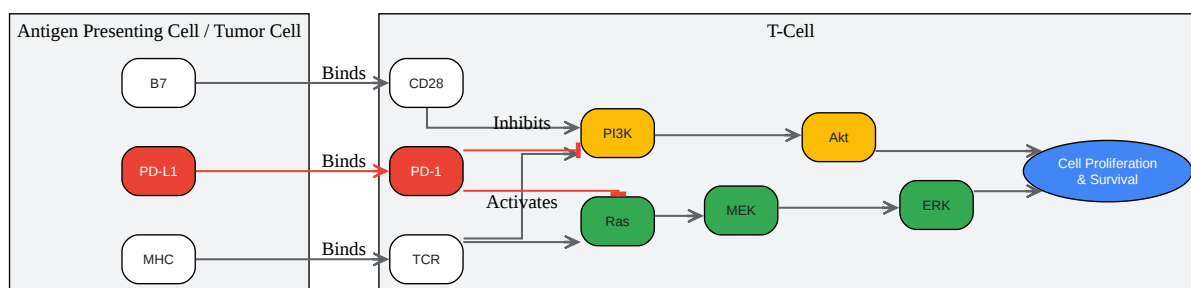 Antigen Presenting Cell / Tumor Cell
T-Cell
B7
Binds
CD28
Inhibits
PI3K
Akt
PD-L1
Binds
PD-1
Cell Proliferation
& Survival
Activates
Ras
MEK
ERK
MHC
Binds
TCR